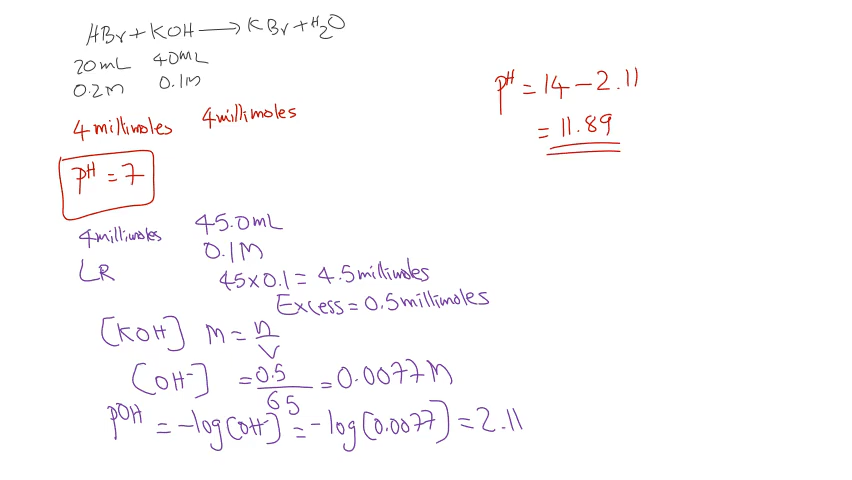 HBr + KOH ⟶ KBr + H₂O
20mL 40mL
0.2M 0.1M
4 millimoles 4 millimoles
pH = 7
4 millimoles 45.0mL
0.1M
LR 45 x 0.1 = 4.5 millimoles
Excess = 0.5 millimoles
[KOH] M = n/V
[OH⁻] = 0.5/65 = 0.0077 M
pOH = -log[OH⁻] = -log(0.0077) = 2.11
pH = 14 - 2.11
= 11.89